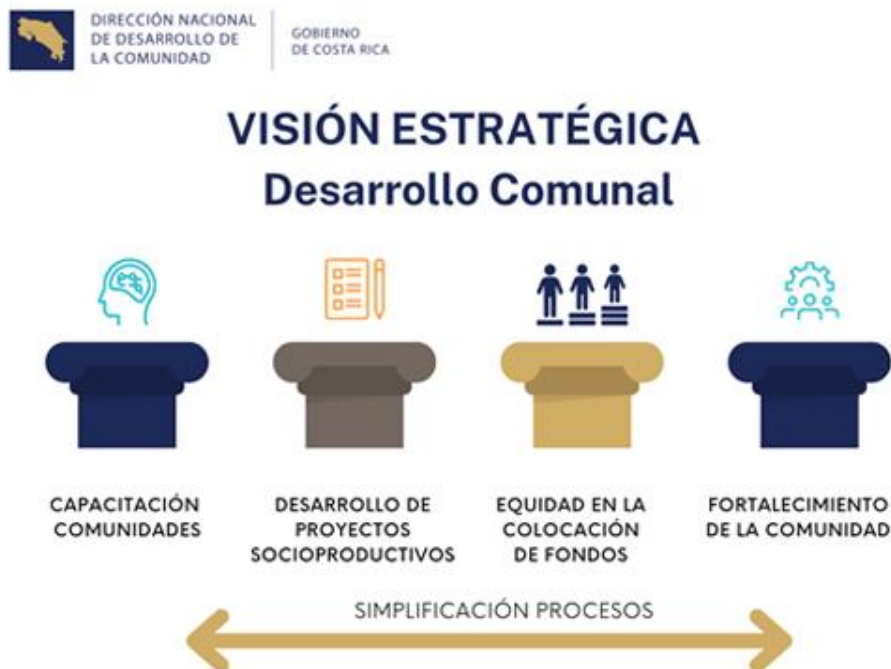 DIRECCIÓN NACIONAL
DE DESARROLLO DE
LA COMUNIDAD
GOBIERNO
DE COSTA RICA
VISIÓN ESTRATÉGICA
Desarrollo Comunal
CAPACITACIÓN
COMUNIDADES
DESARROLLO DE
PROYECTOS
SOCIOPRODUCTIVOS
EQUIDAD EN LA
COLOCACIÓN
DE FONDOS
FORTALECIMIENTO
DE LA COMUNIDAD
SIMPLIFICACIÓN PROCESOS